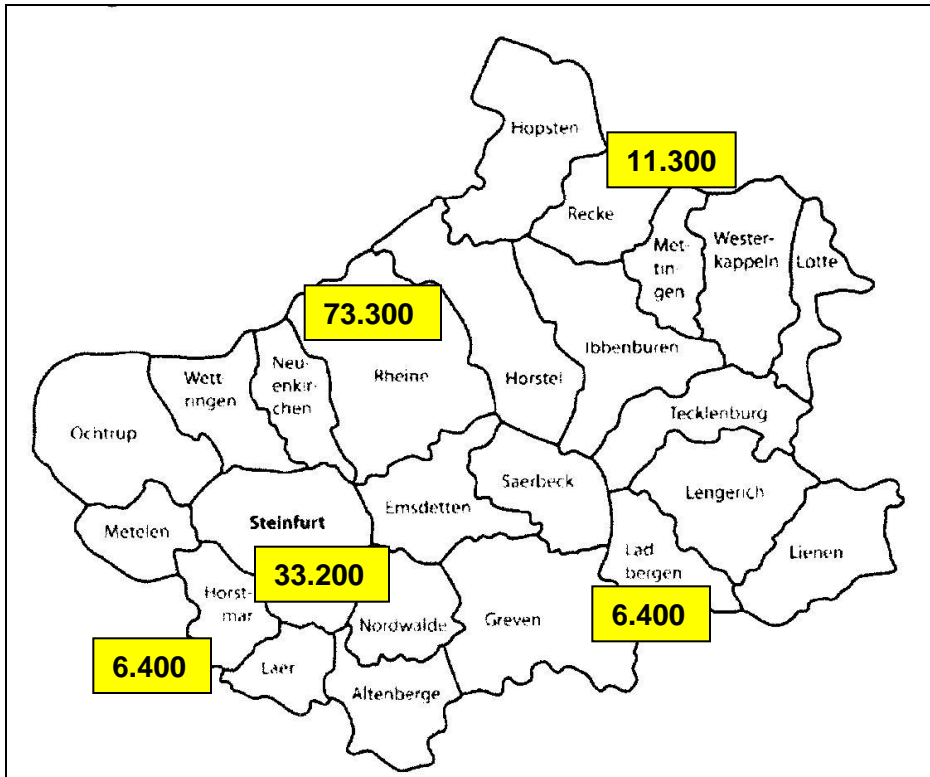 Hopsten
11.300
Recke
Met-
tin-
gen
Wester-
kappeln
Lotte
73.300
Ibbenburen
Neu-
enkir-
chen
Wett
ringen
Rheine
Horstel
Ochtrup
Tecklenburg
Saerbeck
Lengerich
Emsdetten
Steinfurt
Metelen
Lienen
Lad
bergen
33.200
Horst-
mar
Nordwalde
Greven
6.400
6.400
Laer
Altenberge